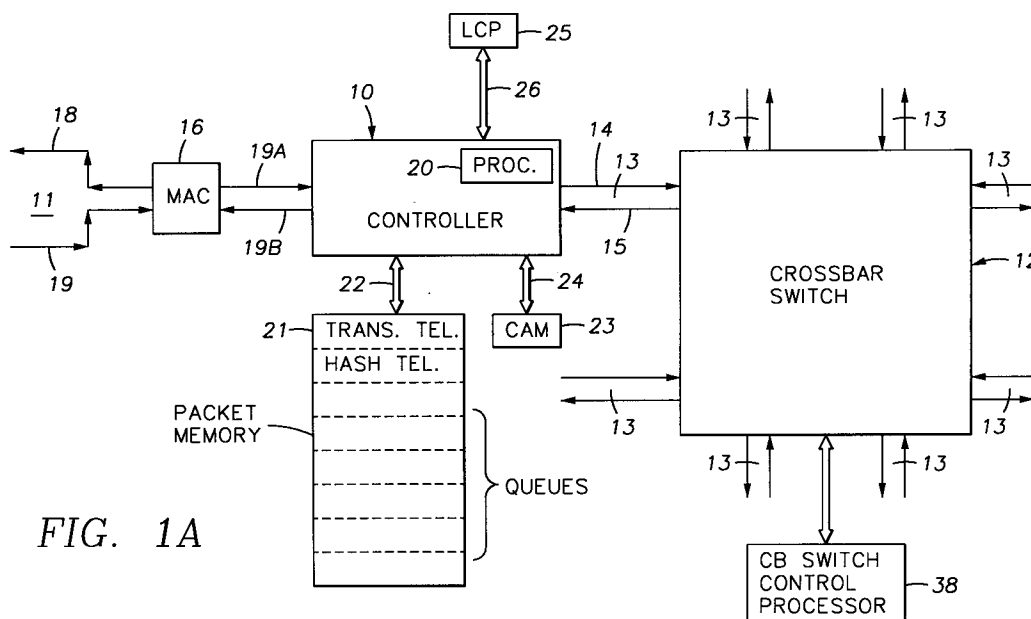 LCP
25
26
10
18
16
19A
20
PROC.
14
13
13
13
13
11
MAC
CONTROLLER
19B
15
19
22
24
12
CROSSBAR
SWITCH
21
TRANS. TEL.
CAM
23
HASH TEL.
13
13
PACKET
MEMORY
13
13
QUEUES
FIG. 1A
CB SWITCH
CONTROL
PROCESSOR
38